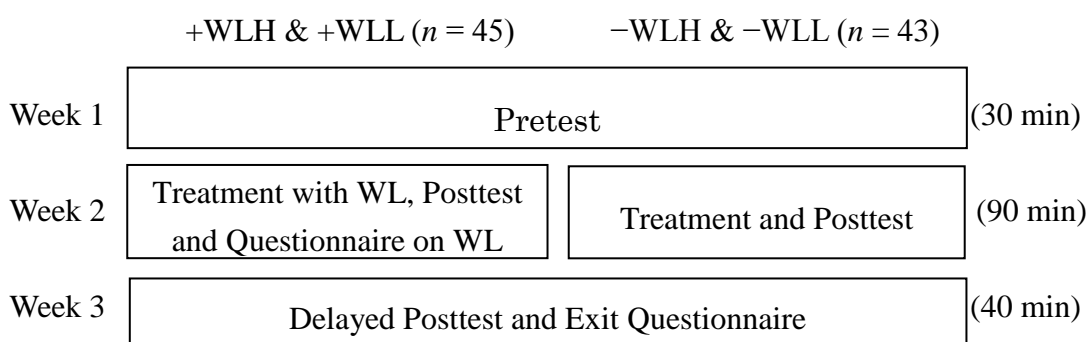 +WLH & +WLL (n = 45) −WLH & −WLL (n = 43)
Week 1 Pretest (30 min)
Week 2 Treatment with WL, Posttest and Questionnaire on WL Treatment and Posttest (90 min)
Week 3 Delayed Posttest and Exit Questionnaire (40 min)